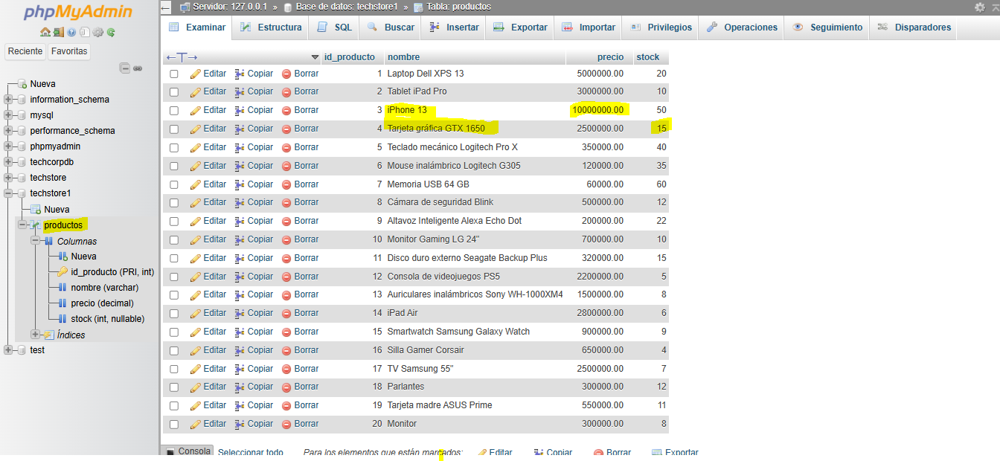 phpMyAdmin
Reciente Favoritas
Nueva
information_schema
mysql
performance_schema
phpmyadmin
techcorpdb
techstore
techstore1
Nueva
productos
Columnas
Nueva
id_producto (PRI, int)
nombre (varchar)
precio (decimal)
stock (int, nullable)
Índices
test
Servidor: 127.0.0.1 » Base de datos: techstore1 » Tabla: productos
Examinar Estructura SQL Buscar Insertar Exportar Importar Privilegios Operaciones Seguimiento Disparadores
←T→ id_producto nombre precio stock
Editar Copiar Borrar 1 Laptop Dell XPS 13 5000000.00 20
Editar Copiar Borrar 2 Tablet iPad Pro 3000000.00 10
Editar Copiar Borrar 3 iPhone 13 10000000.00 50
Editar Copiar Borrar 4 Tarjeta gráfica GTX 1650 2500000.00 15
Editar Copiar Borrar 5 Teclado mecánico Logitech Pro X 350000.00 40
Editar Copiar Borrar 6 Mouse inalámbrico Logitech G305 120000.00 35
Editar Copiar Borrar 7 Memoria USB 64 GB 60000.00 60
Editar Copiar Borrar 8 Cámara de seguridad Blink 500000.00 12
Editar Copiar Borrar 9 Altavoz Inteligente Alexa Echo Dot 200000.00 22
Editar Copiar Borrar 10 Monitor Gaming LG 24" 700000.00 10
Editar Copiar Borrar 11 Disco duro externo Seagate Backup Plus 320000.00 15
Editar Copiar Borrar 12 Consola de videojuegos PS5 2200000.00 5
Editar Copiar Borrar 13 Auriculares inalámbricos Sony WH-1000XM4 1500000.00 8
Editar Copiar Borrar 14 iPad Air 2800000.00 6
Editar Copiar Borrar 15 Smartwatch Samsung Galaxy Watch 900000.00 9
Editar Copiar Borrar 16 Silla Gamer Corsair 650000.00 4
Editar Copiar Borrar 17 TV Samsung 55" 2500000.00 7
Editar Copiar Borrar 18 Parlantes 300000.00 12
Editar Copiar Borrar 19 Tarjeta madre ASUS Prime 550000.00 11
Editar Copiar Borrar 20 Monitor 300000.00 8
Consola Seleccionar todo Para los elementos que están marcados: Editar Copiar Borrar Exportar